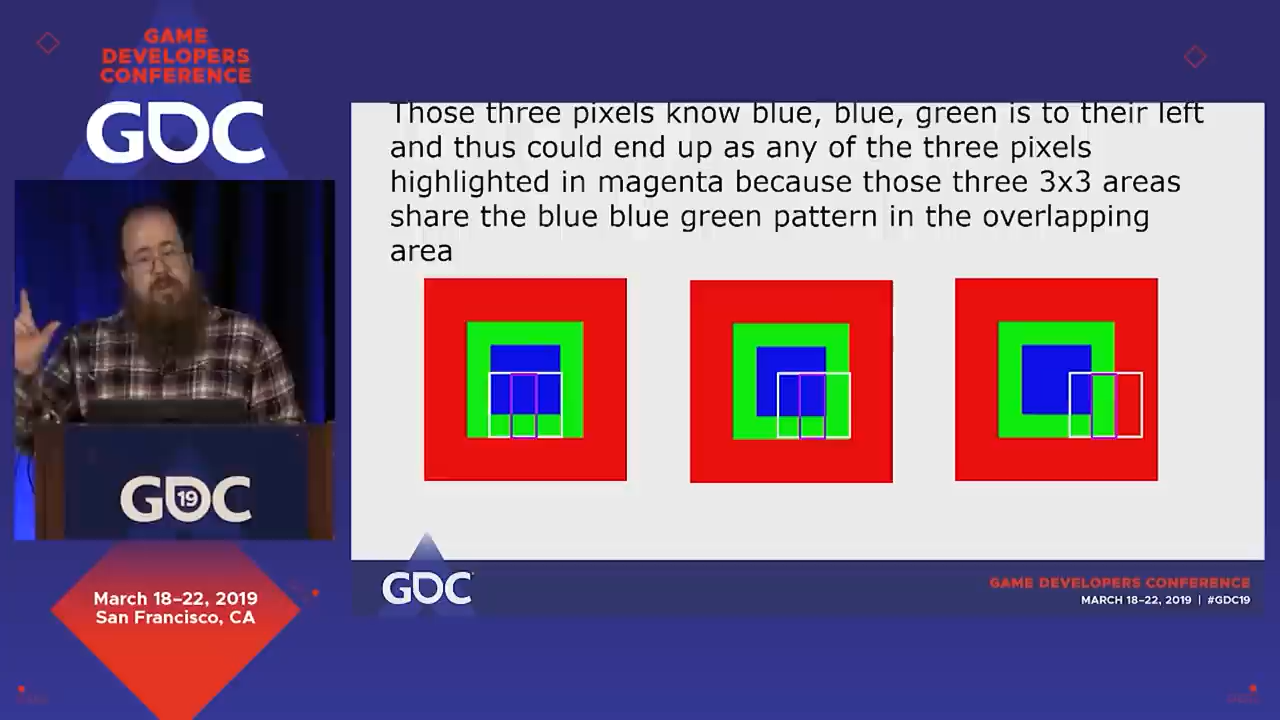 GAME
DEVELOPERS
CONFERENCE
GDC
Those three pixels know blue, blue, green is to their left
and thus could end up as any of the three pixels
highlighted in magenta because those three 3x3 areas
share the blue blue green pattern in the overlapping
area
GDC
19
March 18–22, 2019
San Francisco, CA
GDC
GAME DEVELOPERS CONFERENCE
MARCH 18–22, 2019 | #GDC19